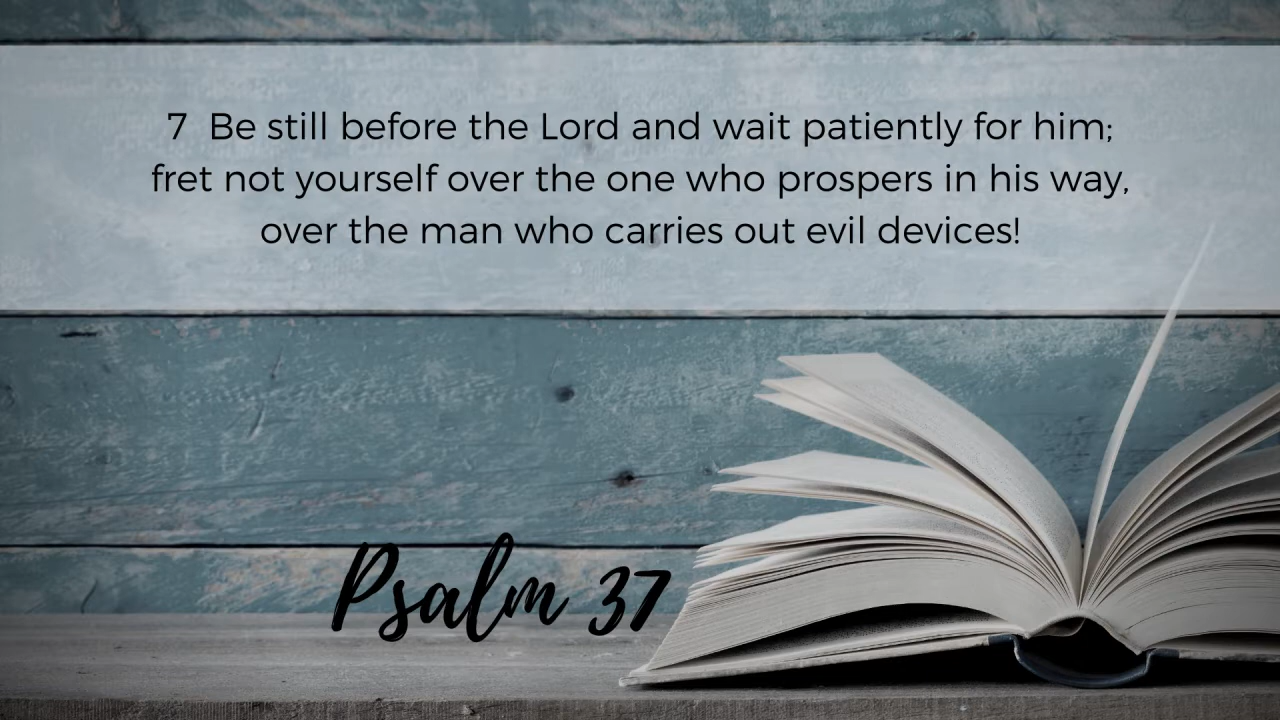 7 Be still before the Lord and wait patiently for him;
fret not yourself over the one who prospers in his way,
over the man who carries out evil devices!
Psalm 37